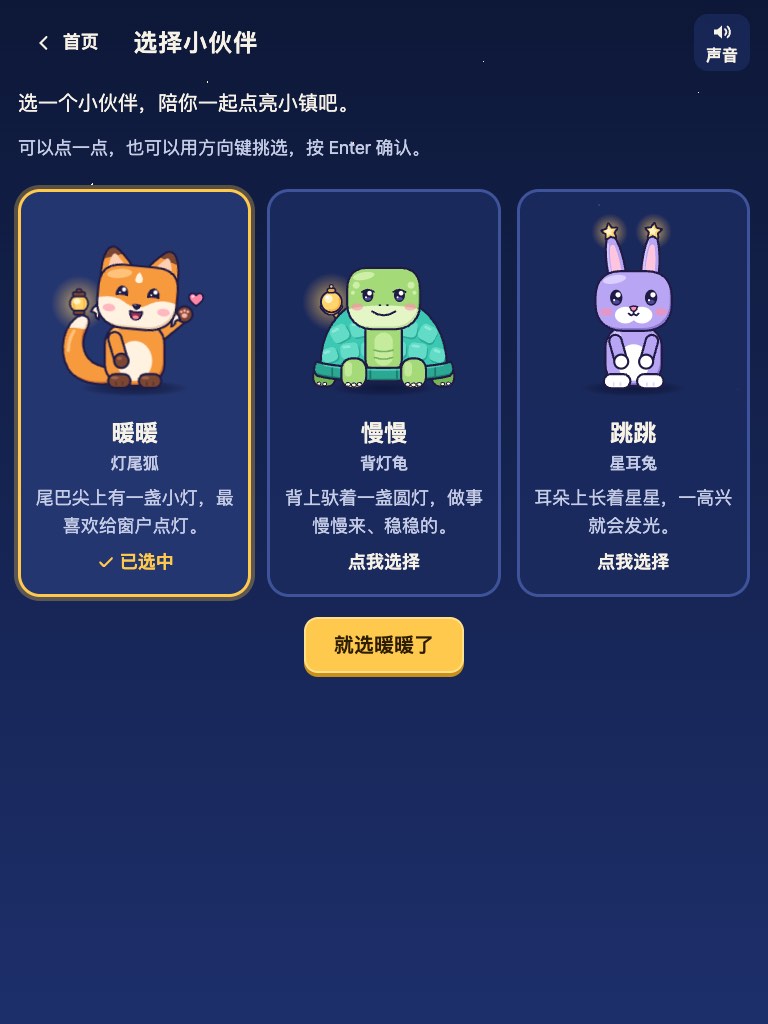 首页
选择小伙伴
声音
选一个小伙伴，陪你一起点亮小镇吧。
可以点一点，也可以用方向键挑选，按 Enter 确认。
暖暖
灯尾狐
尾巴尖上有一盏小灯，最
喜欢给窗户点灯。
已选中
慢慢
背灯龟
背上驮着一盏圆灯，做事
慢慢来、稳稳的。
点我选择
跳跳
星耳兔
耳朵上长着星星，一高兴
就会发光。
点我选择
就选暖暖了